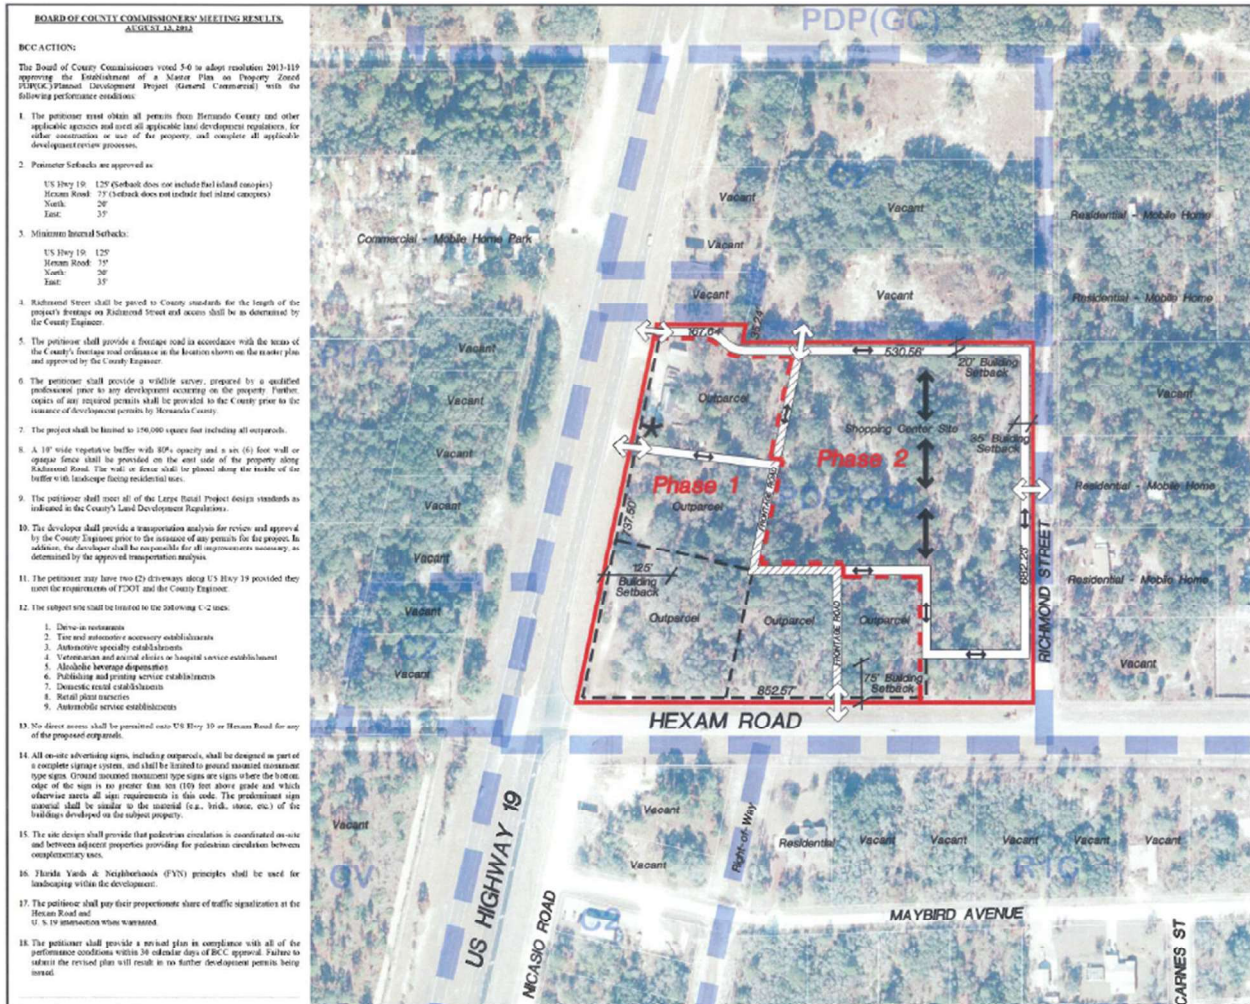 BOARD OF COUNTY COMMISSIONERS' MEETING RESULTS,
AUGUST 13, 2013
BCC ACTION:
The Board of County Commissioners voted 5-0 to adopt resolution 2013-119
approving the Establishment of a Master Plan on Property Zoned
PDP(GC)/Planned Development Project (General Commercial) with the
following performance conditions:
1. The petitioner must obtain all permits from Hernando County and other
applicable agencies and meet all applicable land development regulations, for
either construction or use of the property, and complete all applicable
development review processes.
2. Perimeter Setbacks are approved as:
US Hwy 19: 125' (Setback does not include fuel island canopies)
Hexam Road: 75' (Setback does not include fuel island canopies)
North: 20'
East: 35'
3. Minimum Internal Setbacks:
US Hwy 19: 125'
Hexam Road: 75'
North: 20'
East: 35'
4. Richmond Street shall be paved to County standards for the length of the
project's frontage on Richmond Street and access shall be as determined by
the County Engineer.
5. The petitioner shall provide a frontage road in accordance with the terms of
the County's frontage road ordinance in the location shown on the master plan
and approved by the County Engineer.
6. The petitioner shall provide a wildlife survey, prepared by a qualified
professional prior to any development occurring on the property. Further,
copies of any required permits shall be provided to the County prior to the
issuance of development permits by Hernando County.
7. The project shall be limited to 150,000 square feet including all outparcels.
8. A 10' wide vegetative buffer with 80% opacity and a six (6) foot wall or
opaque fence shall be provided on the east side of the property along
Richmond Road. The wall or fence shall be placed along the inside of the
buffer with landscape facing residential uses.
9. The petitioner shall meet all of the Large Retail Project design standards as
indicated in the County's Land Development Regulations.
10. The developer shall provide a transportation analysis for review and approval
by the County Engineer prior to the issuance of any permits for the project. In
addition, the developer shall be responsible for all improvements necessary, as
determined by the approved transportation analysis.
11. The petitioner may have two (2) driveways along US Hwy 19 provided they
meet the requirements of FDOT and the County Engineer.
12. The subject site shall be limited to the following C-2 uses:
1. Drive-in restaurants
2. Tire and automotive accessory establishments
3. Automotive specialty establishments
4. Veterinarian and animal clinics or hospital service establishment
5. Alcoholic beverage dispensation
6. Publishing and printing service establishments
7. Domestic rental establishments
8. Retail plant nurseries
9. Automobile service establishments
13. No direct access shall be permitted onto US Hwy 19 or Hexam Road for any
of the proposed outparcels.
14. All on-site advertising signs, including outparcels, shall be designed as part of
a complete signage system, and shall be limited to ground mounted monument
type signs. Ground mounted monument type signs are signs where the bottom
edge of the sign is no greater than ten (10) feet above grade and which
otherwise meets all sign requirements in this code. The predominant sign
material shall be similar to the material (e.g., brick, stone, etc.) of the
buildings developed on the subject property.
15. The site design shall provide that pedestrian circulation is coordinated on-site
and between adjacent properties providing for pedestrian circulation between
complementary uses.
16. Florida Yards & Neighborhoods (FYN) principles shall be used for
landscaping within the development.
17. The petitioner shall pay their proportionate share of traffic signalization at the
Hexam Road and
U. S. 19 intersection when warranted.
18. The petitioner shall provide a revised plan in compliance with all of the
performance conditions within 30 calendar days of BCC approval. Failure to
submit the revised plan will result in no further development permits being
issued.
PDP(GC)
Vacant
Vacant
Residential - Mobile Home
Commercial - Mobile Home Park
Vacant
Vacant
Vacant
Residential - Mobile Home
167.64'
35.24'
Vacant
530.56'
20' Building
Setback
Vacant
Vacant
Outparcel
Vacant
Shopping Center Site
35' Building
Setback
Vacant
Phase 2
Phase 1
Residential - Mobile Home
Vacant
Outparcel
FRONTAGE ROAD
737.60'
Vacant
125'
Building
Setback
682.23'
RICHMOND STREET
Residential - Mobile Home
Vacant
Outparcel
Outparcel
FRONTAGE ROAD
Outparcel
Vacant
Vacant
75' Building
Setback
852.57'
HEXAM ROAD
Vacant
Vacant
Right-of-Way
Residential
Vacant
Vacant
Vacant
Vacant
Vacant
Vacant
R1C
C2
US HIGHWAY 19
NICASIO ROAD
MAYBIRD AVENUE
CARNES ST